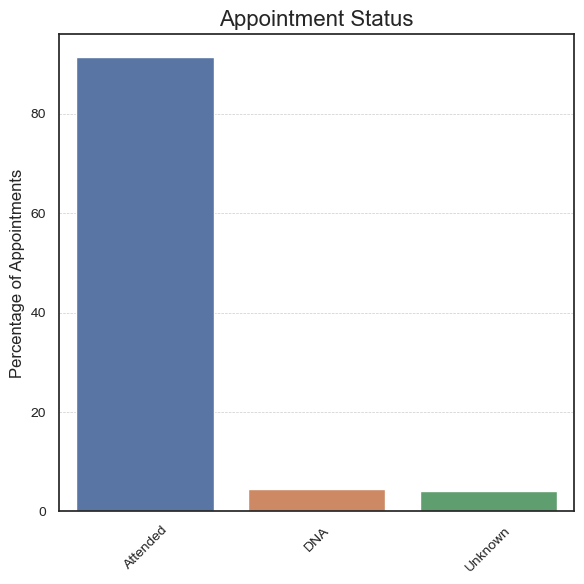 Appointment Status
Percentage of Appointments
80
60
40
20
0
Attended
DNA
Unknown